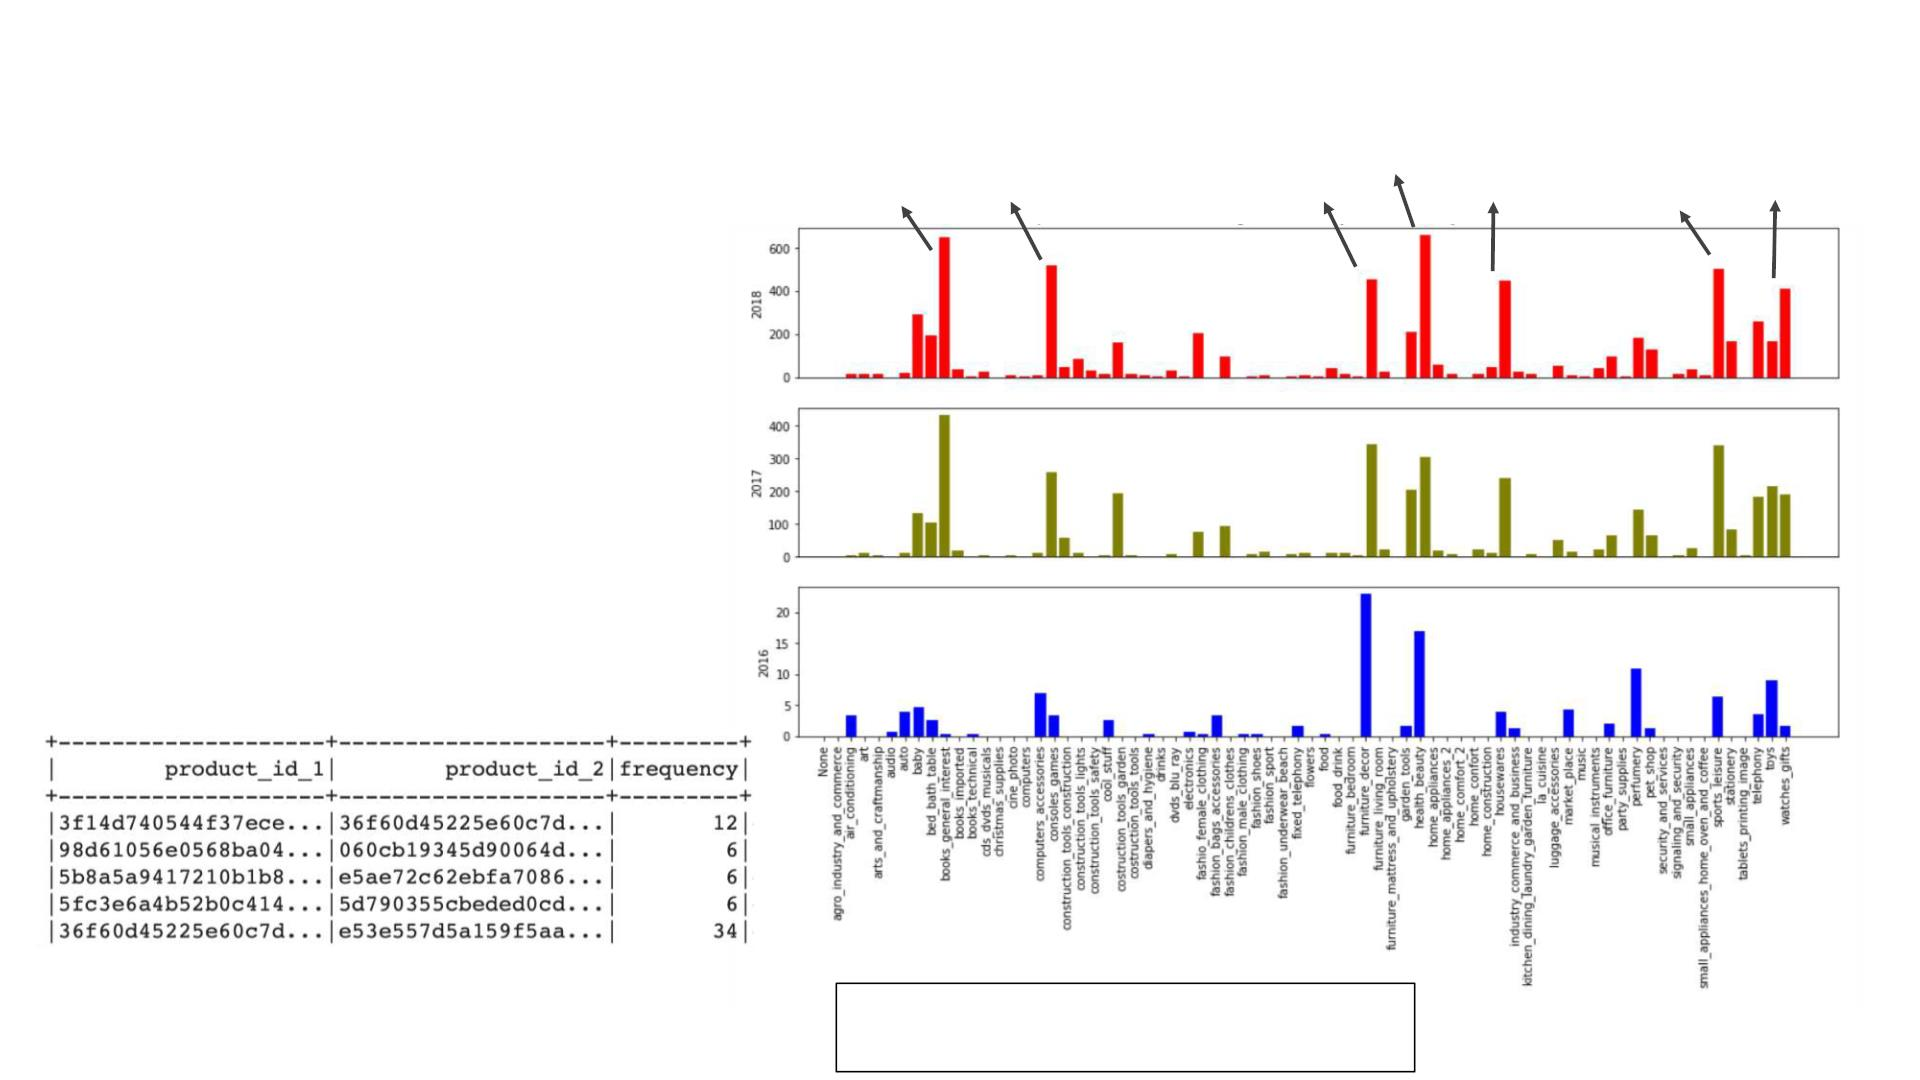 +--------------------+--------------------+---------+
|        product_id_1|        product_id_2|frequency|
+--------------------+--------------------+---------+
|3f14d740544f37ece...|36f60d45225e60c7d...|       12|
|98d61056e0568ba04...|060cb19345d90064d...|        6|
|5b8a5a9417210b1b8...|e5ae72c62ebfa7086...|        6|
|5fc3e6a4b52b0c414...|5d790355cbeded0cd...|        6|
|36f60d45225e60c7d...|e53e557d5a159f5aa...|       34|
2018
600
400
200
0
2017
400
300
200
100
0
2016
20
15
10
5
0
None
agro_industry_and_commerce
air_conditioning
art
arts_and_craftmanship
audio
auto
baby
bed_bath_table
books_general_interest
books_imported
books_technical
cds_dvds_musicals
christmas_supplies
cine_photo
computers
computers_accessories
consoles_games
construction_tools_construction
construction_tools_lights
construction_tools_safety
cool_stuff
costruction_tools_garden
costruction_tools_tools
diapers_and_hygiene
drinks
dvds_blu_ray
electronics
fashio_female_clothing
fashion_bags_accessories
fashion_childrens_clothes
fashion_male_clothing
fashion_shoes
fashion_sport
fashion_underwear_beach
fixed_telephony
flowers
food
food_drink
furniture_bedroom
furniture_decor
furniture_living_room
furniture_mattress_and_upholstery
garden_tools
health_beauty
home_appliances
home_appliances_2
home_comfort_2
home_confort
home_construction
housewares
industry_commerce_and_business
kitchen_dining_laundry_garden_furniture
la_cuisine
luggage_accessories
market_place
music
musical_instruments
office_furniture
party_supplies
perfumery
pet_shop
security_and_services
signaling_and_security
small_appliances
small_appliances_home_oven_and_coffee
sports_leisure
stationery
tablets_printing_image
telephony
toys
watches_gifts